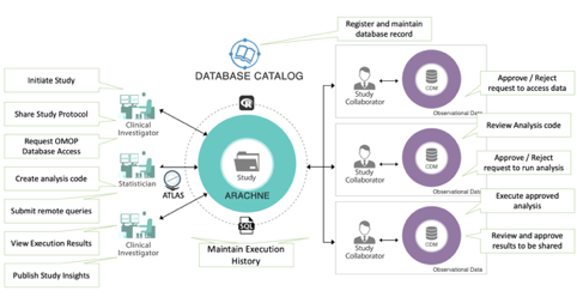 Register and maintain
database record
DATABASE CATALOG
Initiate Study
Share Study Protocol
Request OMOP
Database Access
Create analysis code
Submit remote queries
View Execution Results
Publish Study Insights
Clinical
Investigator
Statistician
ATLAS
Clinical
Investigator
R
Study
ARACHNE
SQL
Maintain Execution
History
Study
Collaborator
CDM
Observational Data
Study
Collaborator
CDM
Observational Data
Study
Collaborator
CDM
Observational Data
Approve / Reject
request to access data
Review Analysis code
Approve / Reject
request to run analysis
Execute approved
analysis
Review and approve
results to be shared